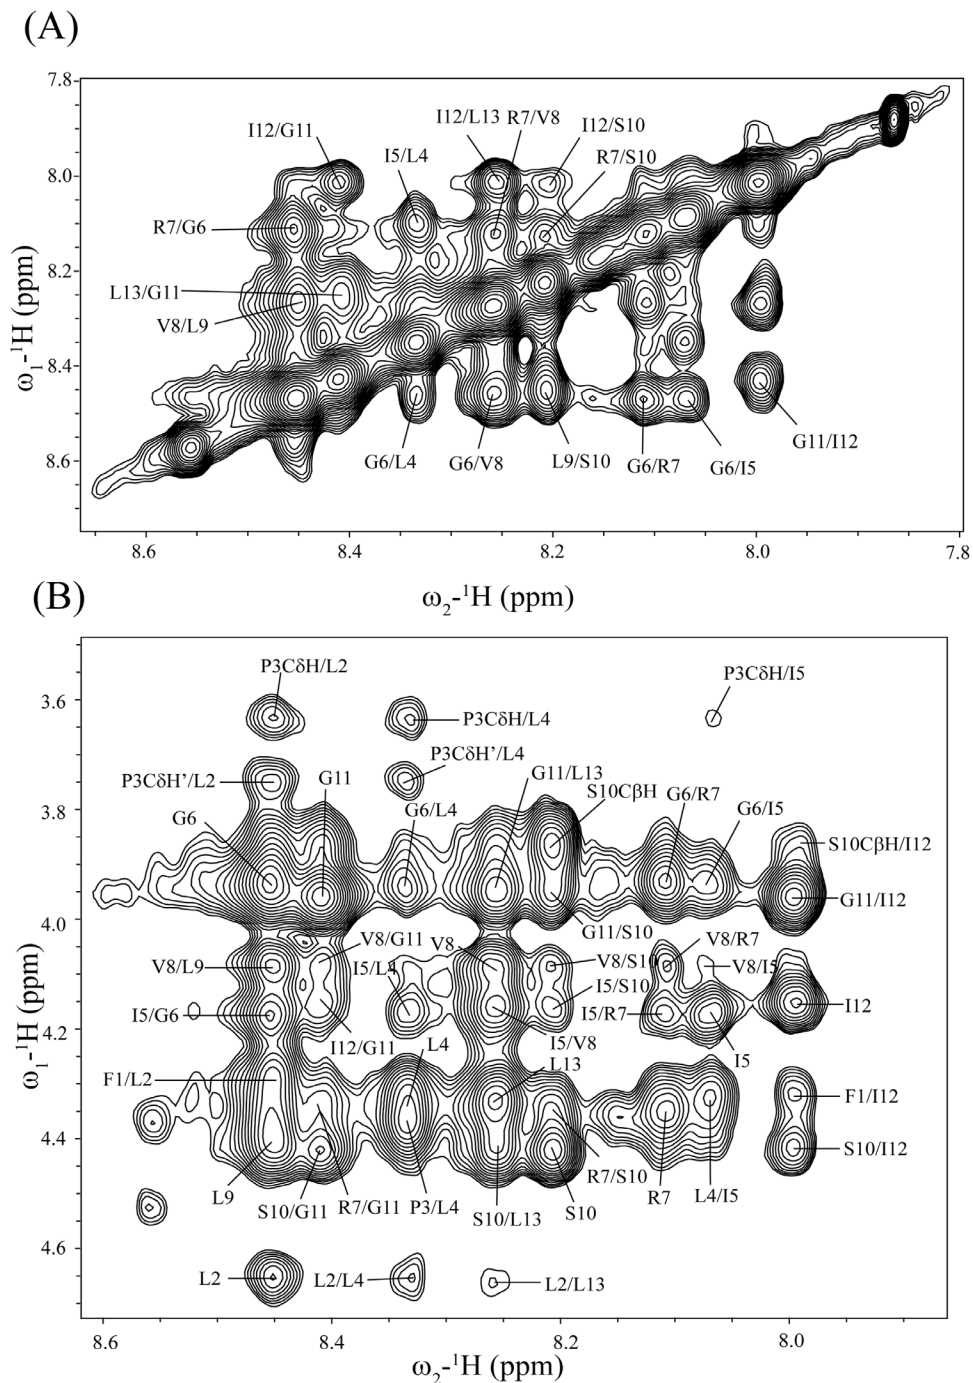 (A)
7.8
8.0
8.2
8.4
8.6
ω1-1H (ppm)
I12/G11
I5/L4
I12/L13
R7/V8
I12/S10
R7/S10
R7/G6
L13/G11
V8/L9
G6/L4
G6/V8
L9/S10
G6/R7
G6/I5
G11/I12
8.6
8.4
8.2
8.0
7.8
ω2-1H (ppm)
(B)
3.6
3.8
4.0
4.2
4.4
4.6
ω1-1H (ppm)
P3CδH/L2
P3CδH/I5
P3CδH/L4
P3CδH'/L4
P3CδH'/L2
G11
G11/L13
S10CβH
G6/R7
G6/I5
G6
G6/L4
S10CβH/I12
G11/I12
G11/S10
V8/G11
V8
V8/R7
V8/L9
I5/L4
V8/S10
V8/I5
I5/S10
I5/G6
I5/R7
I12
I12/G11
L4
I5/V8
L13
I5
F1/L2
F1/I12
S10/I12
L9
S10/G11
R7/G11
P3/L4
S10/L13
R7/S10
S10
R7
L4/I5
L2
L2/L4
L2/L13
8.6
8.4
8.2
8.0
ω2-1H (ppm)